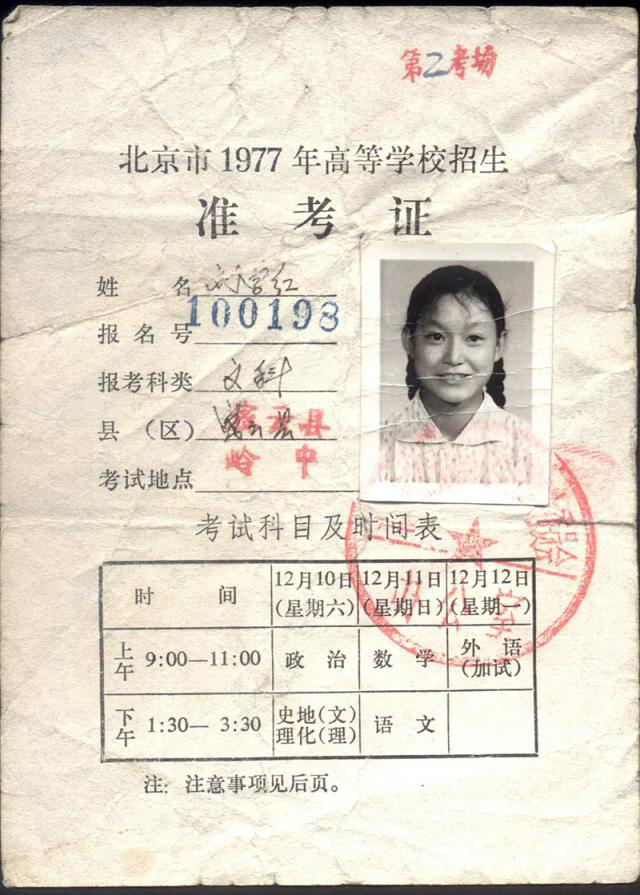 第2考场
北京市1977年高等学校招生
准考证
姓名 刘学红
报名号 100198
报考科类 文科
县（区） 密云县
岭中
考试地点
考试科目及时间表
时间 12月10日（星期六） 12月11日（星期日） 12月12日（星期一）
上午 9:00—11:00 政治 数学 外语（加试）
下午 1:30—3:30 史地（文）理化（理） 语文
注：注意事项见后页。